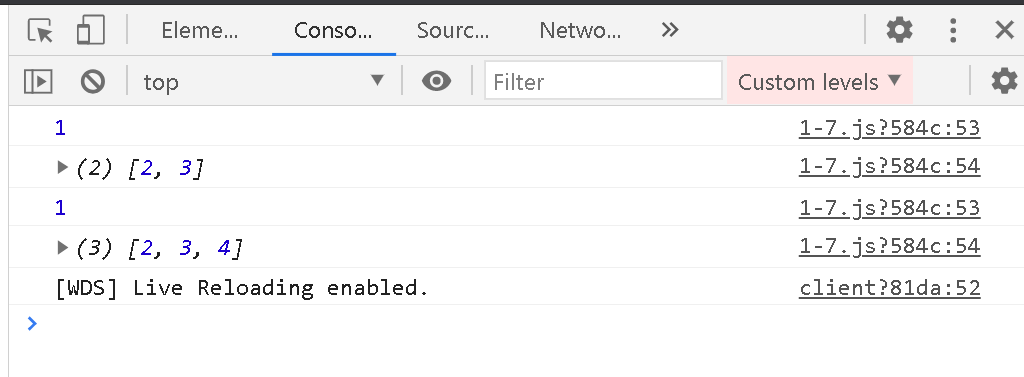 Eleme... Conso... Sourc... Netwo...
top Filter Custom levels
1 1-7.js?584c:53
(2) [2, 3] 1-7.js?584c:54
1 1-7.js?584c:53
(3) [2, 3, 4] 1-7.js?584c:54
[WDS] Live Reloading enabled. client?81da:52